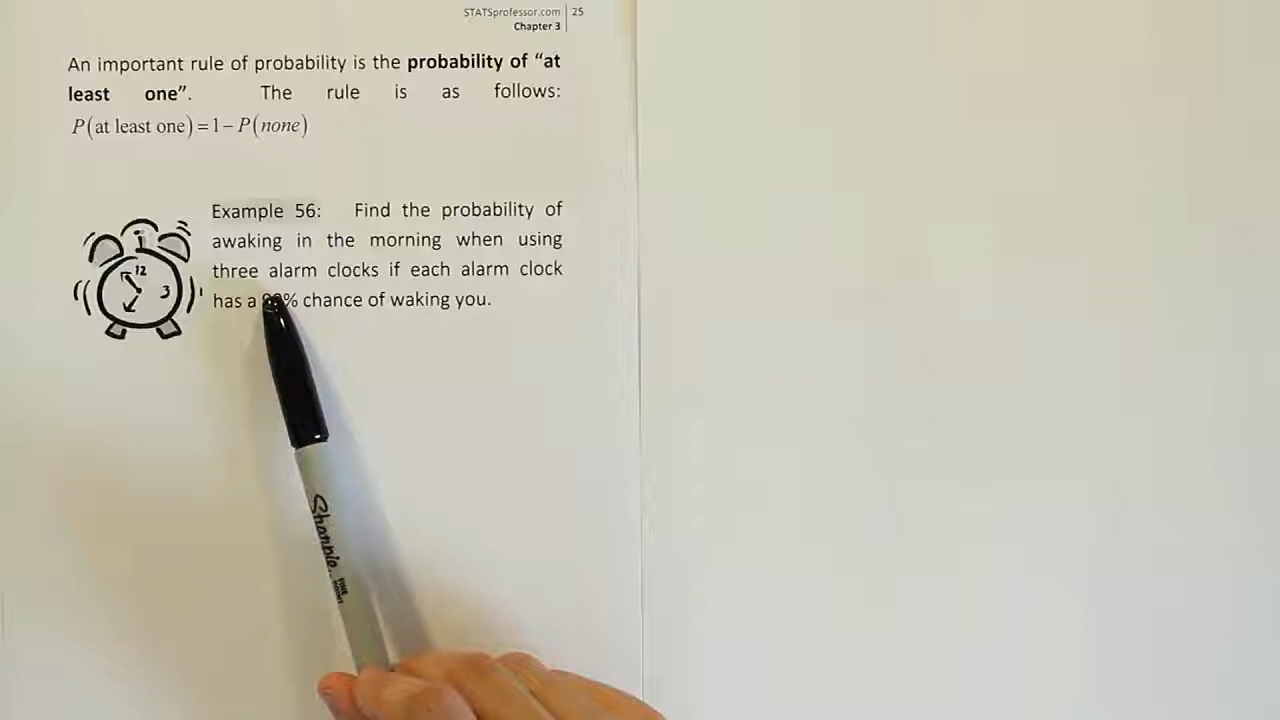 STATSprofessor.com 25
Chapter 3
An important rule of probability is the probability of “at
least one”. The rule is as follows:
P(at least one) = 1 – P(none)
Example 56: Find the probability of
awaking in the morning when using
three alarm clocks if each alarm clock
has a % chance of waking you.
12
3
Sharpie
FINE
POINT